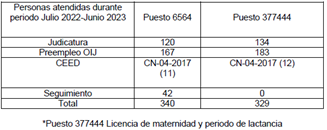 Personas atendidas durante
periodo Julio 2022-Junio 2023
Puesto 6564
Puesto 377444
Judicatura 120 134
Preempleo OIJ 167 183
CEED CN-04-2017 (11) CN-04-2017 (12)
Seguimiento 42 0
Total 340 329
*Puesto 377444 Licencia de maternidad y periodo de lactancia